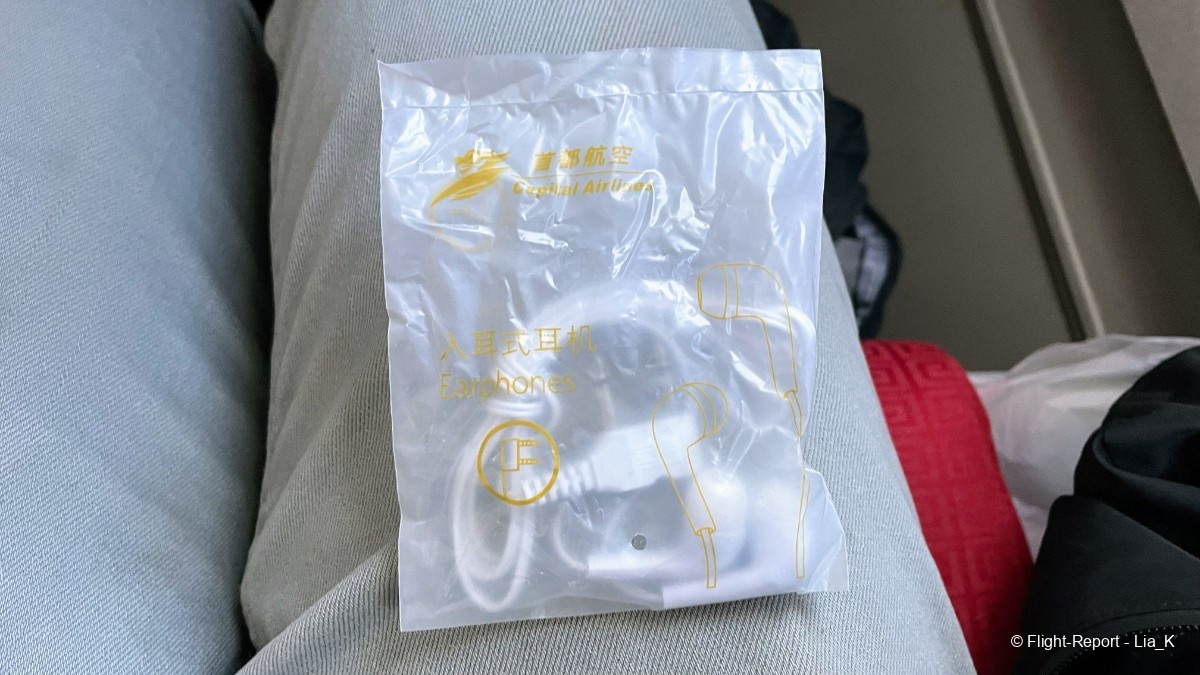 首都航空
Capital Airlines
入耳式耳机
Earphones
© Flight-Report - Lia_K